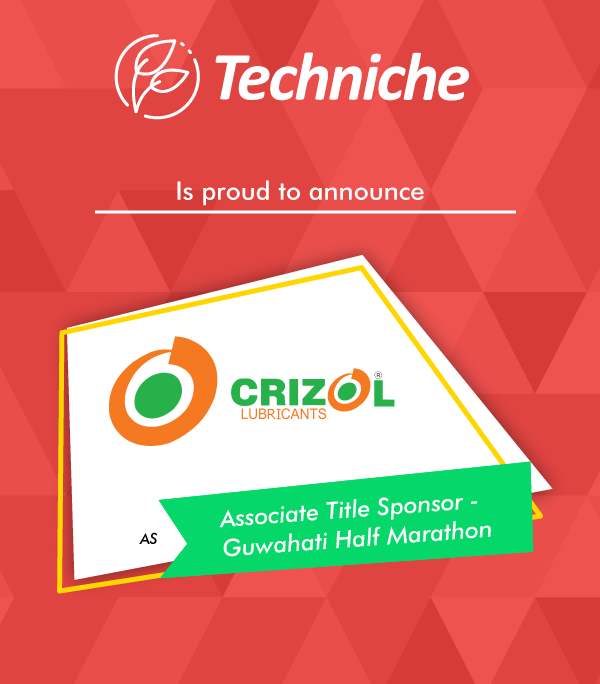 Techniche
Is proud to announce
CRIZOL®
LUBRICANTS
AS
Associate Title Sponsor -
Guwahati Half Marathon